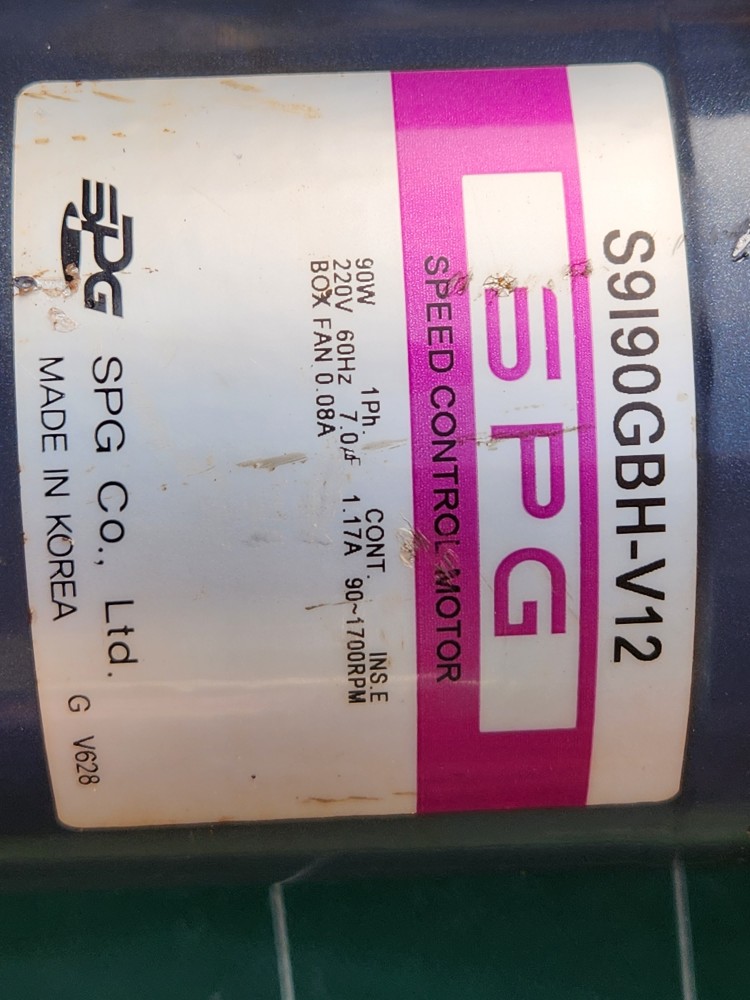 S9I90GBH-V12
SPG
SPEED CONTROL MOTOR
90W 1Ph. CONT. INS.E
220V 60Hz 7.0㎌ 1.17A 90~1700RPM
BOX FAN 0.08A
SPG SPG Co., Ltd.
MADE IN KOREA G V628